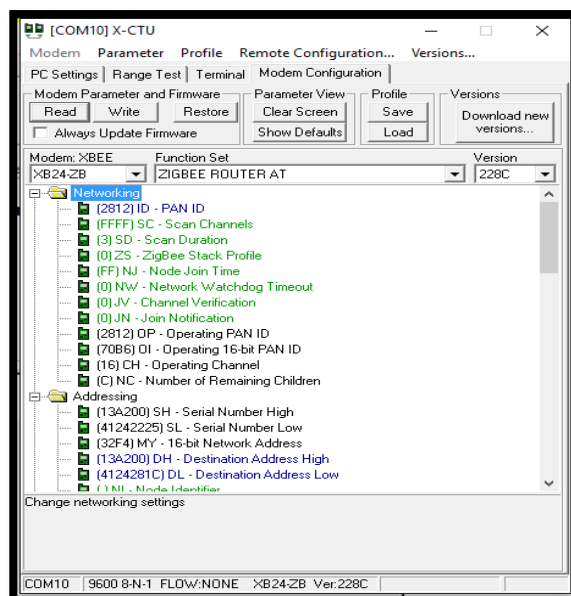 [COM10] X-CTU
Modem Parameter Profile Remote Configuration... Versions...
PC Settings Range Test Terminal Modem Configuration
Modem Parameter and Firmware Parameter View Profile Versions
Read Write Restore Clear Screen Save Download new versions...
Always Update Firmware Show Defaults Load
Modem: XBEE Function Set Version
XB24-ZB ZIGBEE ROUTER AT 228C
Networking
(2812) ID - PAN ID
(FFFF) SC - Scan Channels
(3) SD - Scan Duration
(0) ZS - ZigBee Stack Profile
(FF) NJ - Node Join Time
(0) NW - Network Watchdog Timeout
(0) JV - Channel Verification
(0) JN - Join Notification
(2812) OP - Operating PAN ID
(70B6) OI - Operating 16-bit PAN ID
(16) CH - Operating Channel
(C) NC - Number of Remaining Children
Addressing
(13A200) SH - Serial Number High
(41242225) SL - Serial Number Low
(32F4) MY - 16-bit Network Address
(13A200) DH - Destination Address High
(4124281C) DL - Destination Address Low
( ) NI - Node Identifier
Change networking settings
COM10 9600 8-N-1 FLOW:NONE XB24-ZB Ver:228C